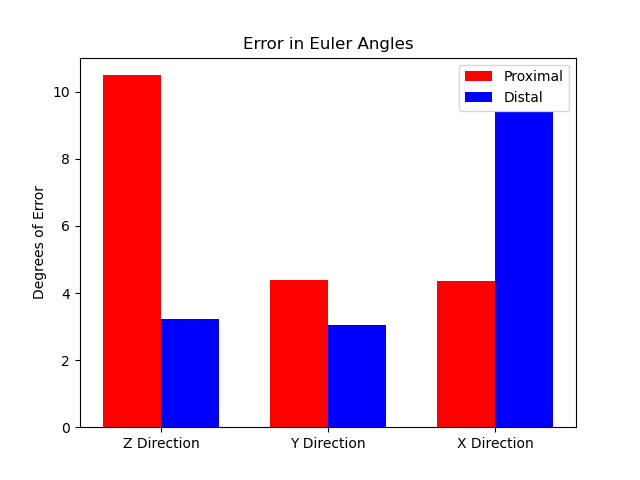 Error in Euler Angles
Proximal
Distal
Degrees of Error
10
8
6
4
2
0
Z Direction
Y Direction
X Direction